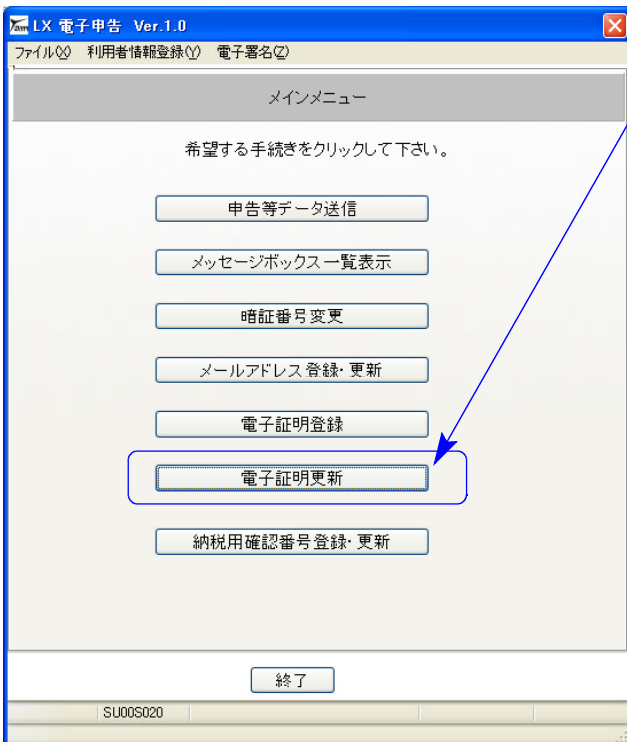 LX 電子申告 Ver.1.0
ファイル(X) 利用者情報登録(Y) 電子署名(Z)
メインメニュー
希望する手続きをクリックして下さい。
申告等データ送信
メッセージボックス一覧表示
暗証番号変更
メールアドレス登録・更新
電子証明登録
電子証明更新
納税用確認番号登録・更新
終了
SU00S020